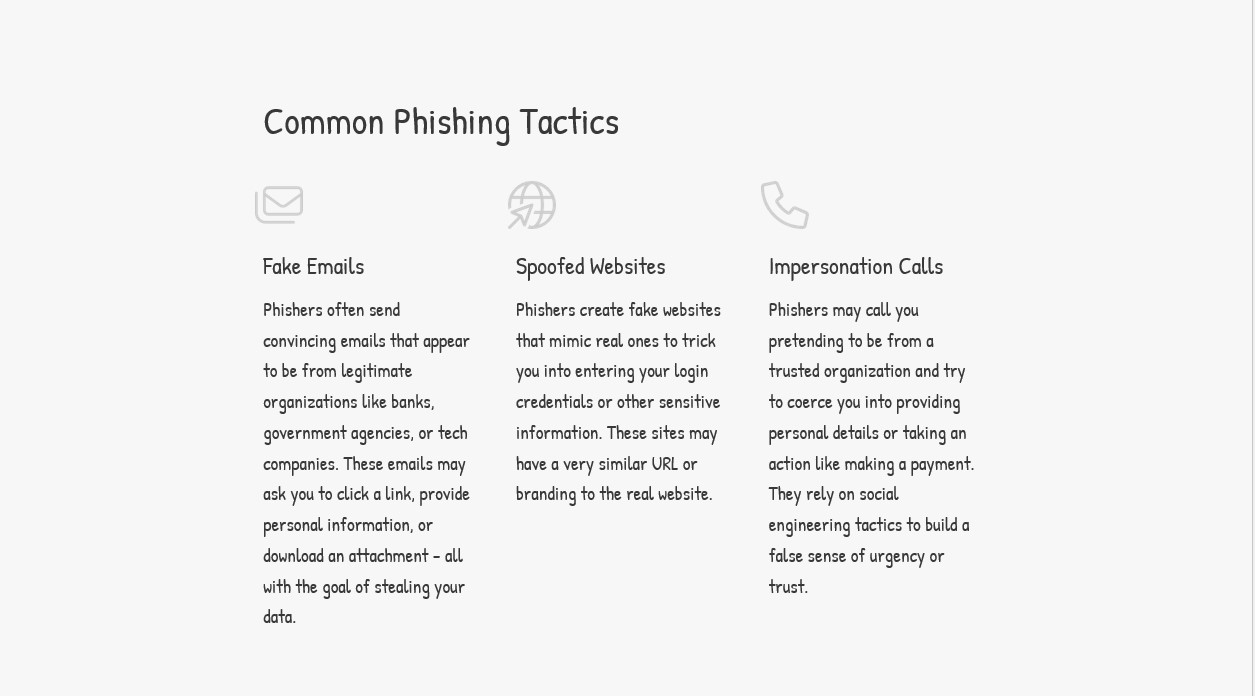 Common Phishing Tactics
Fake Emails
Phishers often send
convincing emails that appear
to be from legitimate
organizations like banks,
government agencies, or tech
companies. These emails may
ask you to click a link, provide
personal information, or
download an attachment – all
with the goal of stealing your
data.
Spoofed Websites
Phishers create fake websites
that mimic real ones to trick
you into entering your login
credentials or other sensitive
information. These sites may
have a very similar URL or
branding to the real website.
Impersonation Calls
Phishers may call you
pretending to be from a
trusted organization and try
to coerce you into providing
personal details or taking an
action like making a payment.
They rely on social
engineering tactics to build a
false sense of urgency or
trust.